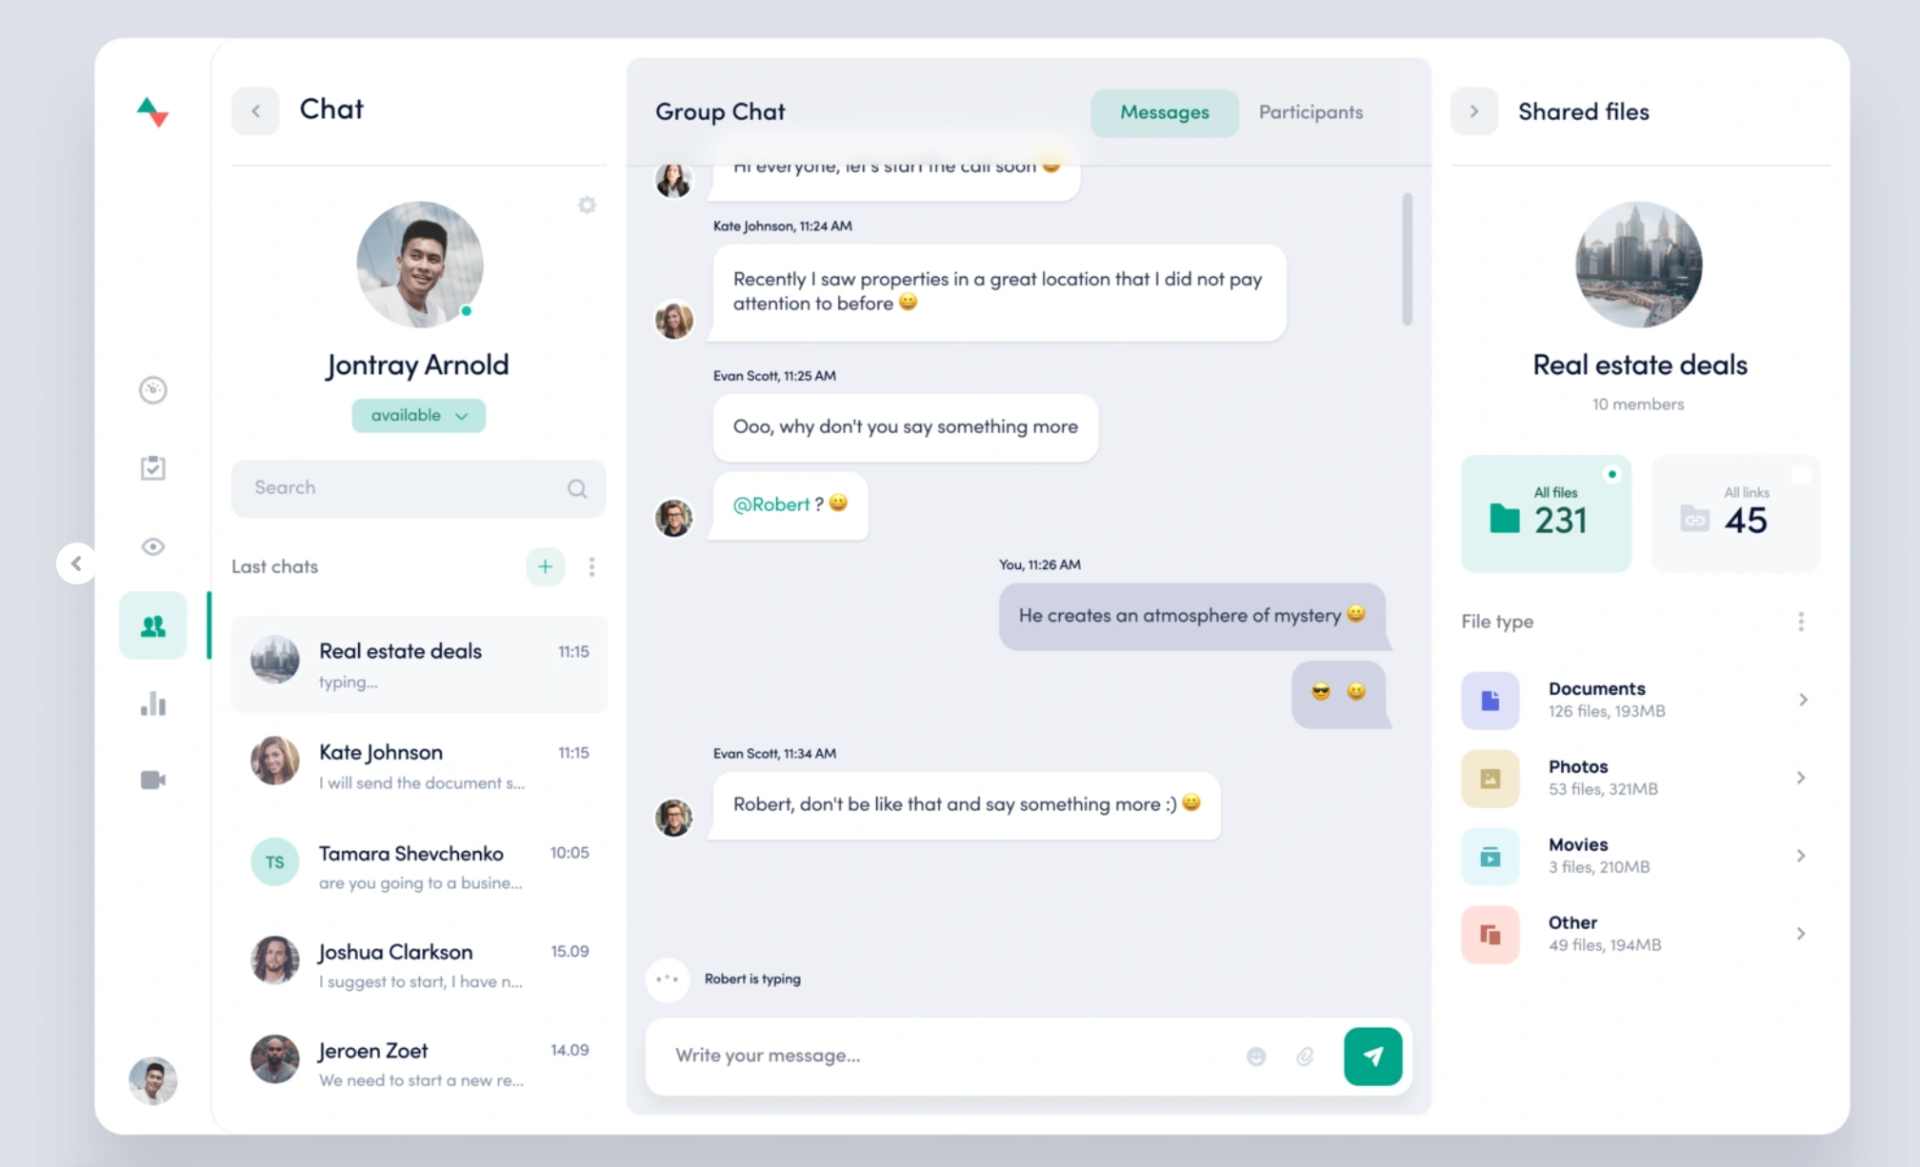 Chat
Jontray Arnold
available
Search
Last chats
Real estate deals
11:15
typing...
Kate Johnson
11:15
I will send the document s...
TS
Tamara Shevchenko
10:05
are you going to a busine...
Joshua Clarkson
15.09
I suggest to start, I have n...
Jeroen Zoet
14.09
We need to start a new re...
Group Chat
Messages
Participants
Hi everyone, let's start the call soon 😀
Kate Johnson, 11:24 AM
Recently I saw properties in a great location that I did not pay
attention to before 😀
Evan Scott, 11:25 AM
Ooo, why don't you say something more
@Robert ? 😀
You, 11:26 AM
He creates an atmosphere of mystery 😀
😎 😀
Evan Scott, 11:34 AM
Robert, don't be like that and say something more :) 😀
Robert is typing
Write your message...
Shared files
Real estate deals
10 members
All files
231
All links
45
File type
Documents
126 files, 193MB
Photos
53 files, 321MB
Movies
3 files, 210MB
Other
49 files, 194MB